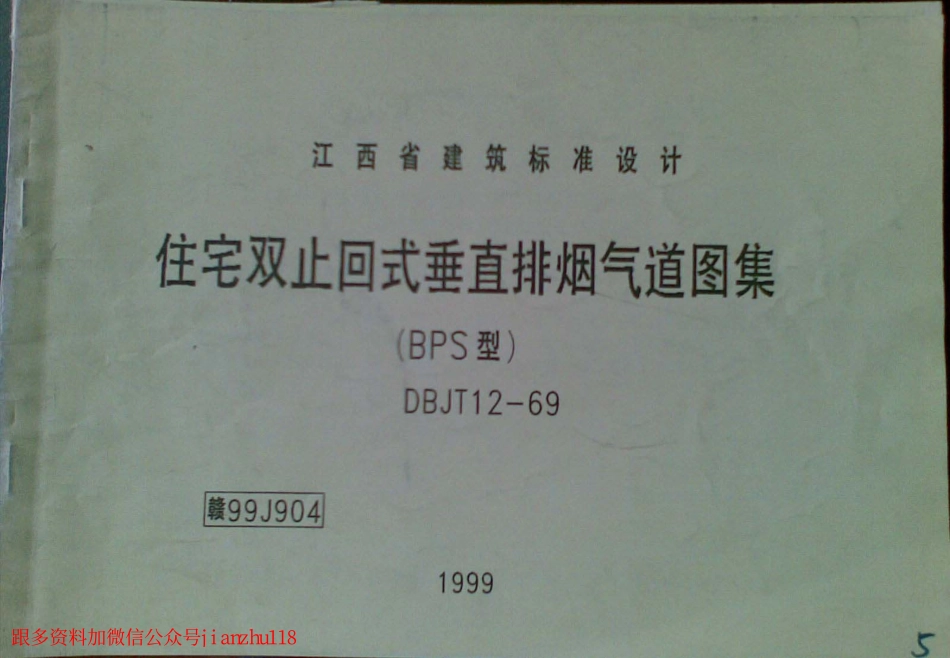 江西省建筑标准设计
住宅双止回式垂直排烟气道图集
(BPS型)
DBJT12-69
赣99J904
1999
跟多资料加微信公众号jianzhu118
5